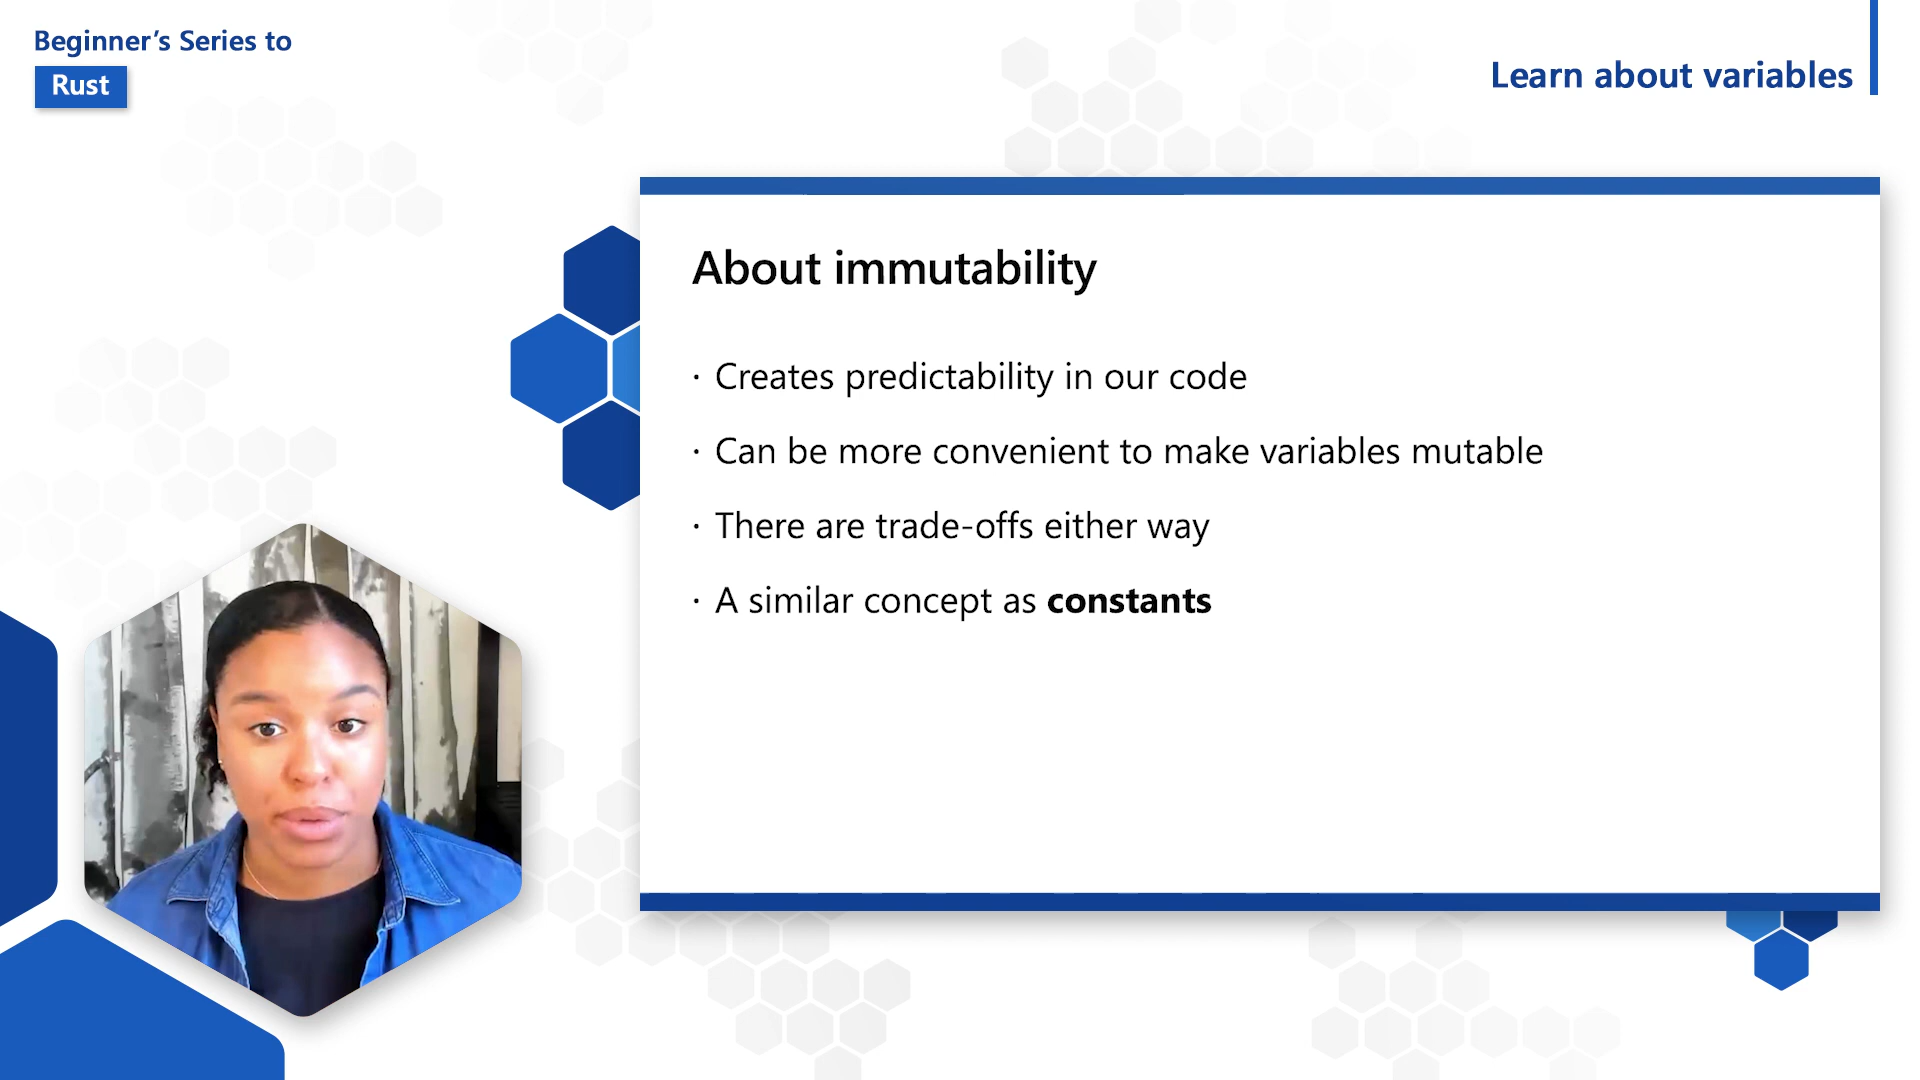 Beginner’s Series to
Rust
Learn about variables
About immutability
· Creates predictability in our code
· Can be more convenient to make variables mutable
· There are trade-offs either way
· A similar concept as constants